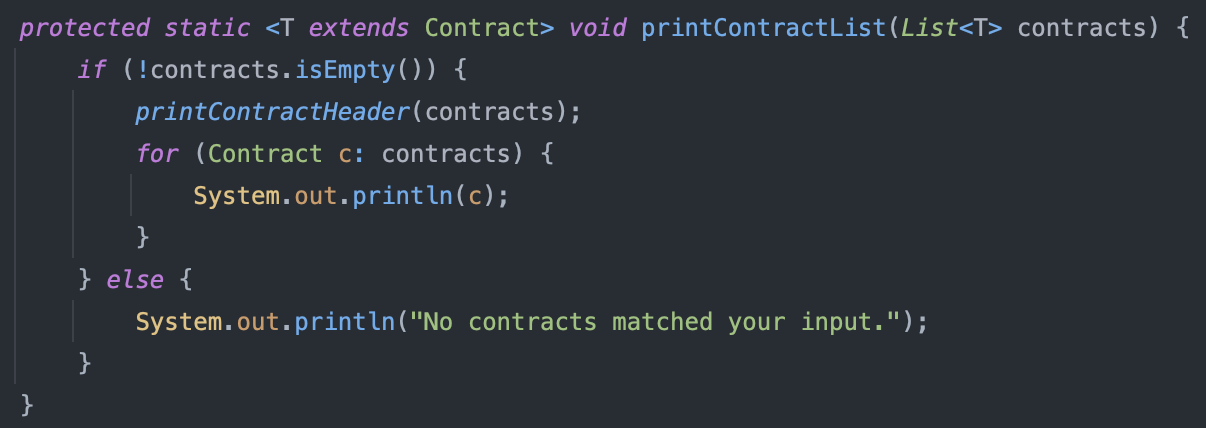 protected static <T extends Contract> void printContractList(List<T> contracts) {
    if (!contracts.isEmpty()) {
        printContractHeader(contracts);
        for (Contract c: contracts) {
            System.out.println(c);
        }
    } else {
        System.out.println("No contracts matched your input.");
    }
}